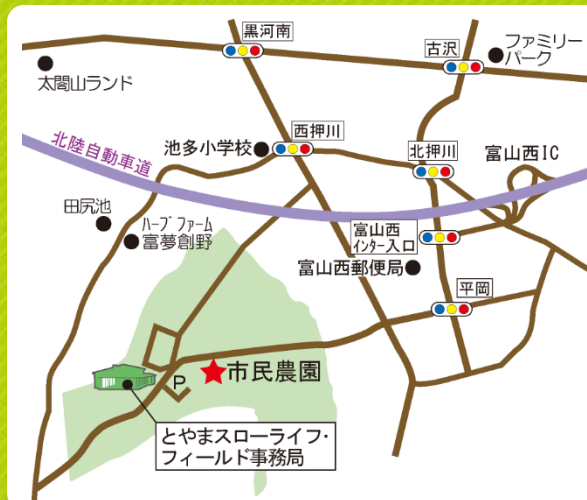 黒河南
古沢
ファミリー
パーク
太閤山ランド
北陸自動車道
池多小学校
西押川
北押川
富山西IC
田尻池
ハーブファーム
富夢創野
富山西
インター入口
富山西郵便局
平岡
P
市民農園
とやまスローライフ・
フィールド事務局